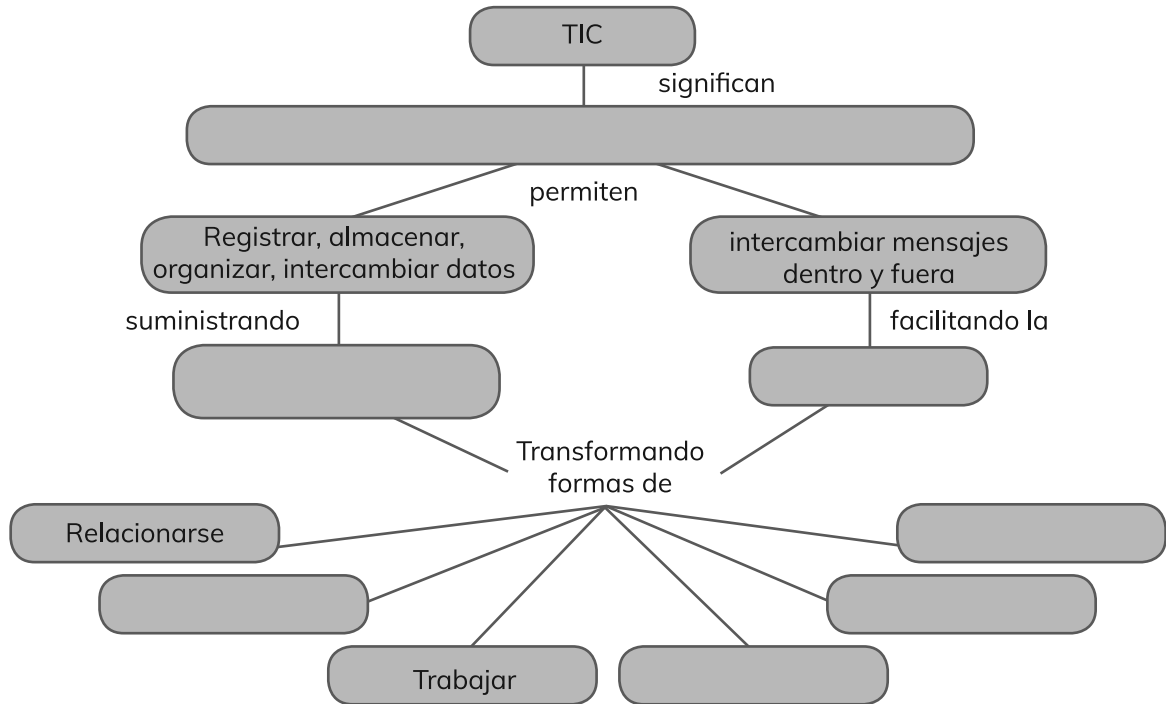 TIC
significan
permiten
Registrar, almacenar,
organizar, intercambiar datos
intercambiar mensajes
dentro y fuera
suministrando
facilitando la
Transformando
formas de
Relacionarse
Trabajar